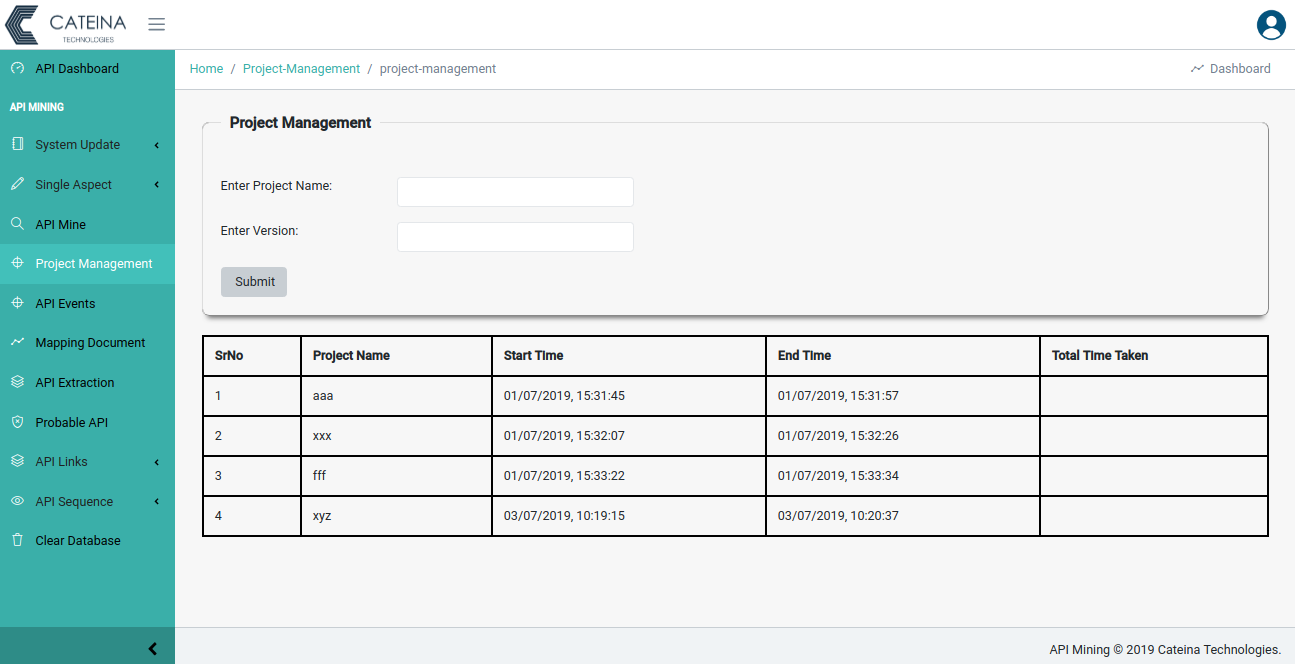 CATEINA
TECHNOLOGIES
API Dashboard
Home / Project-Management / project-management
Dashboard
API MINING
System Update
Single Aspect
API Mine
Project Management
API Events
Mapping Document
API Extraction
Probable API
API Links
API Sequence
Clear Database
Project Management
Enter Project Name:
Enter Version:
Submit
SrNo Project Name Start Time End Time Total Time Taken
1 aaa 01/07/2019, 15:31:45 01/07/2019, 15:31:57
2 xxx 01/07/2019, 15:32:07 01/07/2019, 15:32:26
3 fff 01/07/2019, 15:33:22 01/07/2019, 15:33:34
4 xyz 03/07/2019, 10:19:15 03/07/2019, 10:20:37
API Mining © 2019 Cateina Technologies.